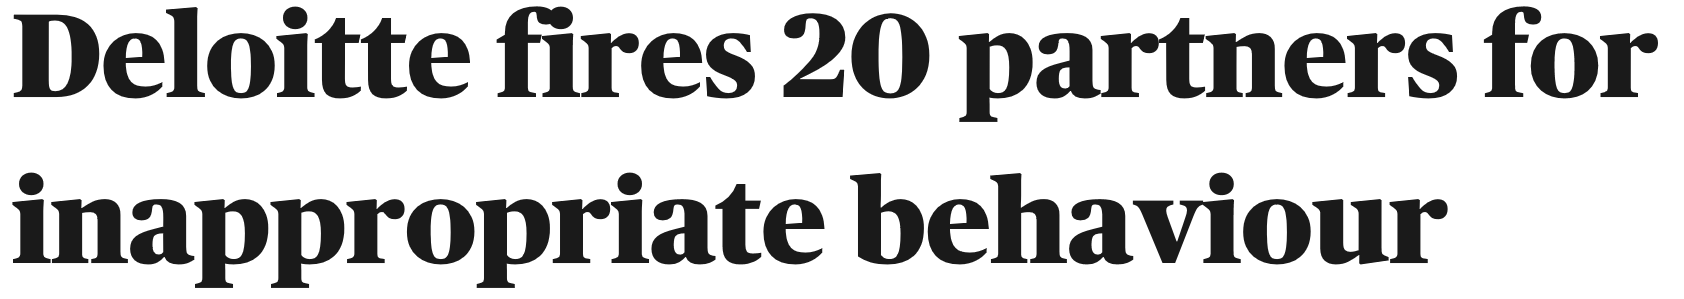 Deloitte fires 20 partners for
inappropriate behaviour